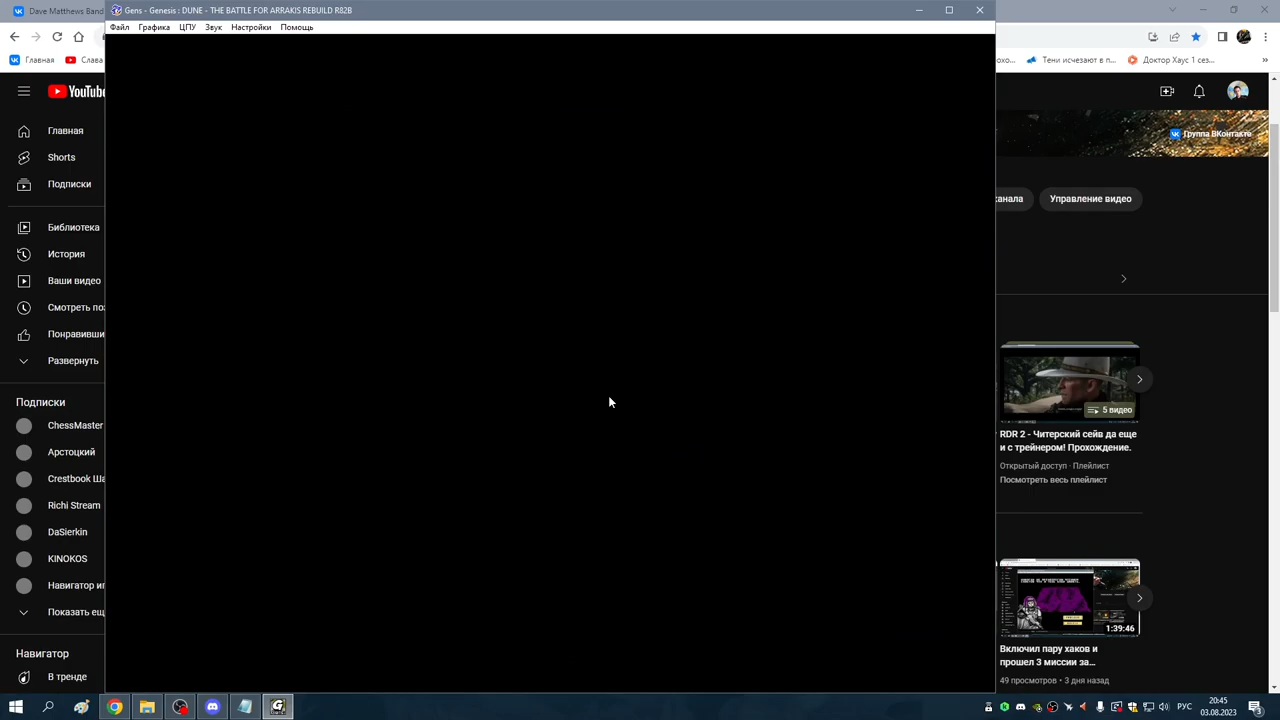 Dave Matthews Band
Gens - Genesis : DUNE - THE BATTLE FOR ARRAKIS REBUILD R82B
Файл Графика ЦПУ Звук Настройки Помощь
Главная Слава
Тени исчезают в п...
Доктор Хаус 1 сез...
YouTube
Группа ВКонтакте
Главная
Shorts
Подписки
Библиотека
История
Ваши видео
Смотреть по
Понравивши
Развернуть
Подписки
ChessMaster
Арстоцкий
Crestbook Ша
Richi Stream
DaSierkin
KINOKOS
Навигатор иг
Показать ещ
Навигатор
В тренде
канала
Управление видео
5 видео
RDR 2 - Читерский сейв да еще
и с трейнером! Прохождение.
Открытый доступ · Плейлист
Посмотреть весь плейлист
1:39:46
Включил пару хаков и
прошел 3 миссии за...
49 просмотров • 3 дня назад
РУС
20:45
03.08.2023